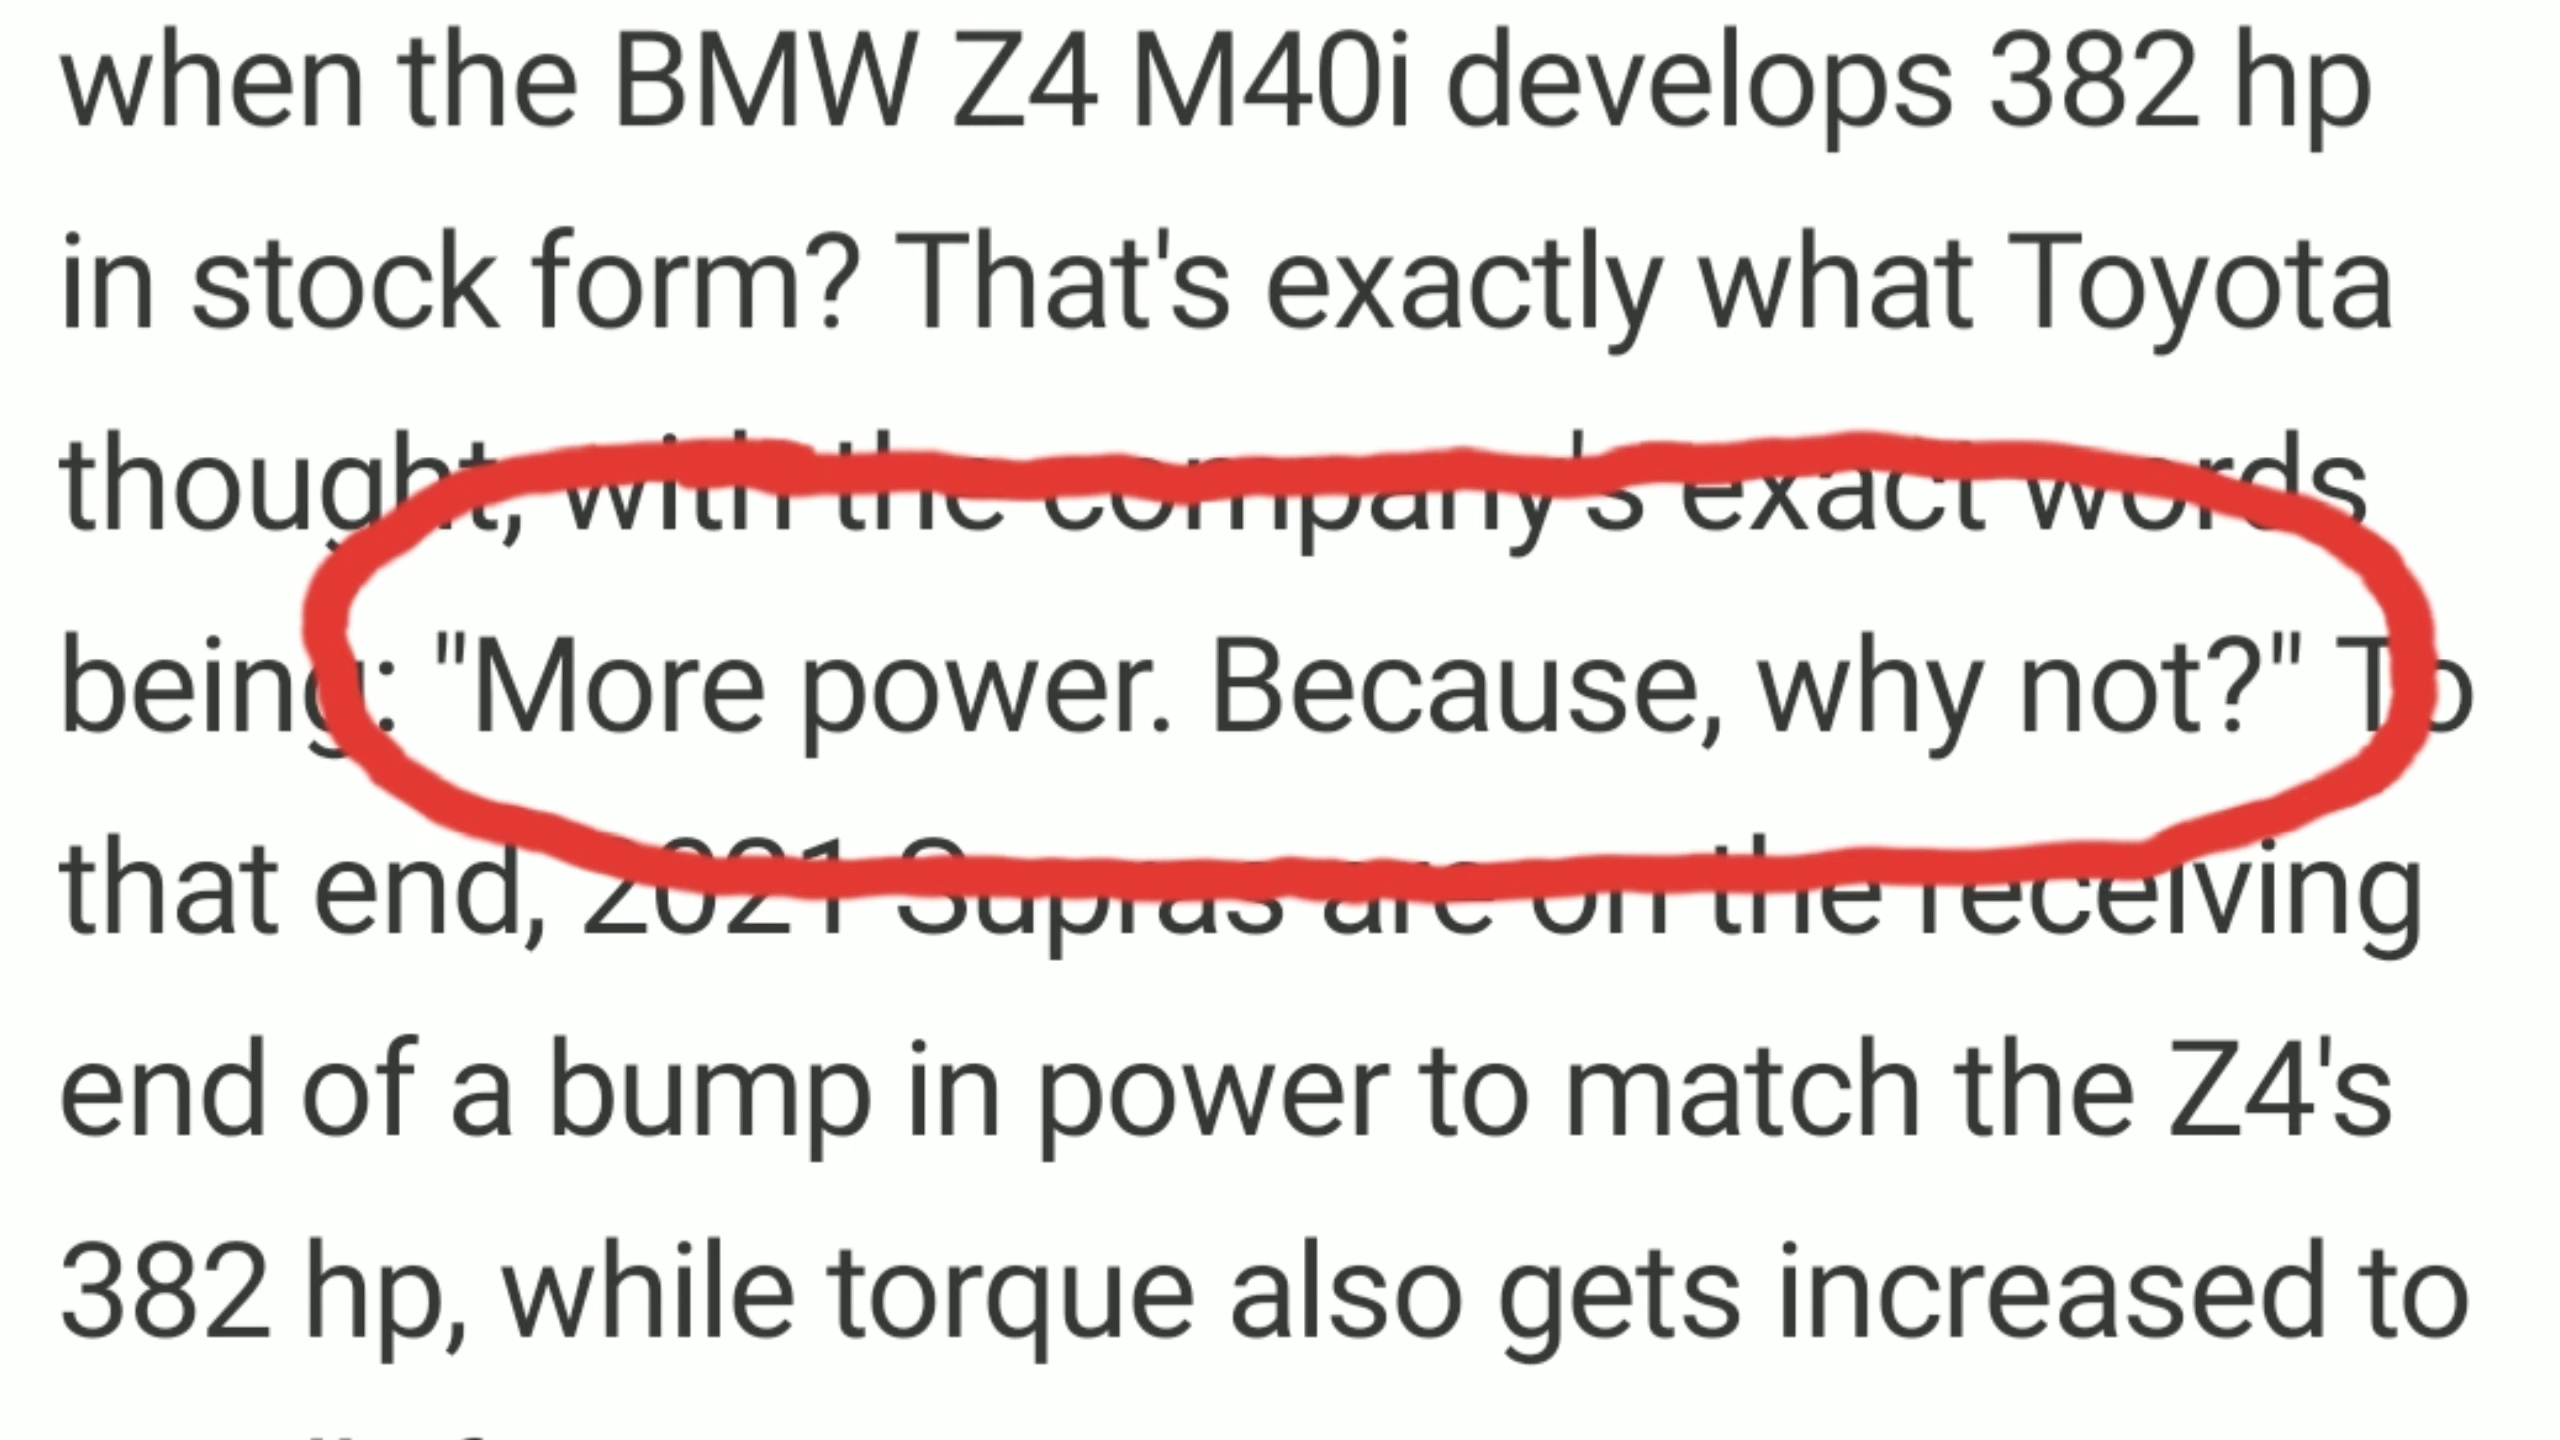 when the BMW Z4 M40i develops 382 hp
in stock form? That's exactly what Toyota
thought, with the company's exact words
being: "More power. Because, why not?" To
that end, 2021 Supras are on the receiving
end of a bump in power to match the Z4's
382 hp, while torque also gets increased to